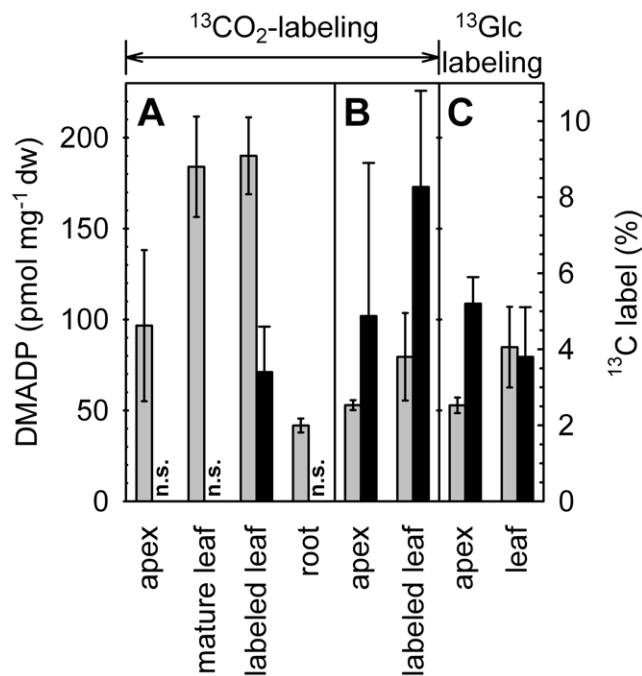 ¹³CO₂-labeling
¹³Glc
labeling
A
B
C
DMADP (pmol mg⁻¹ dw)
200
150
100
50
0
n.s.
n.s.
n.s.
10
8
6
4
2
0
¹³C label (%)
apex
mature leaf
labeled leaf
root
apex
labeled leaf
apex
leaf